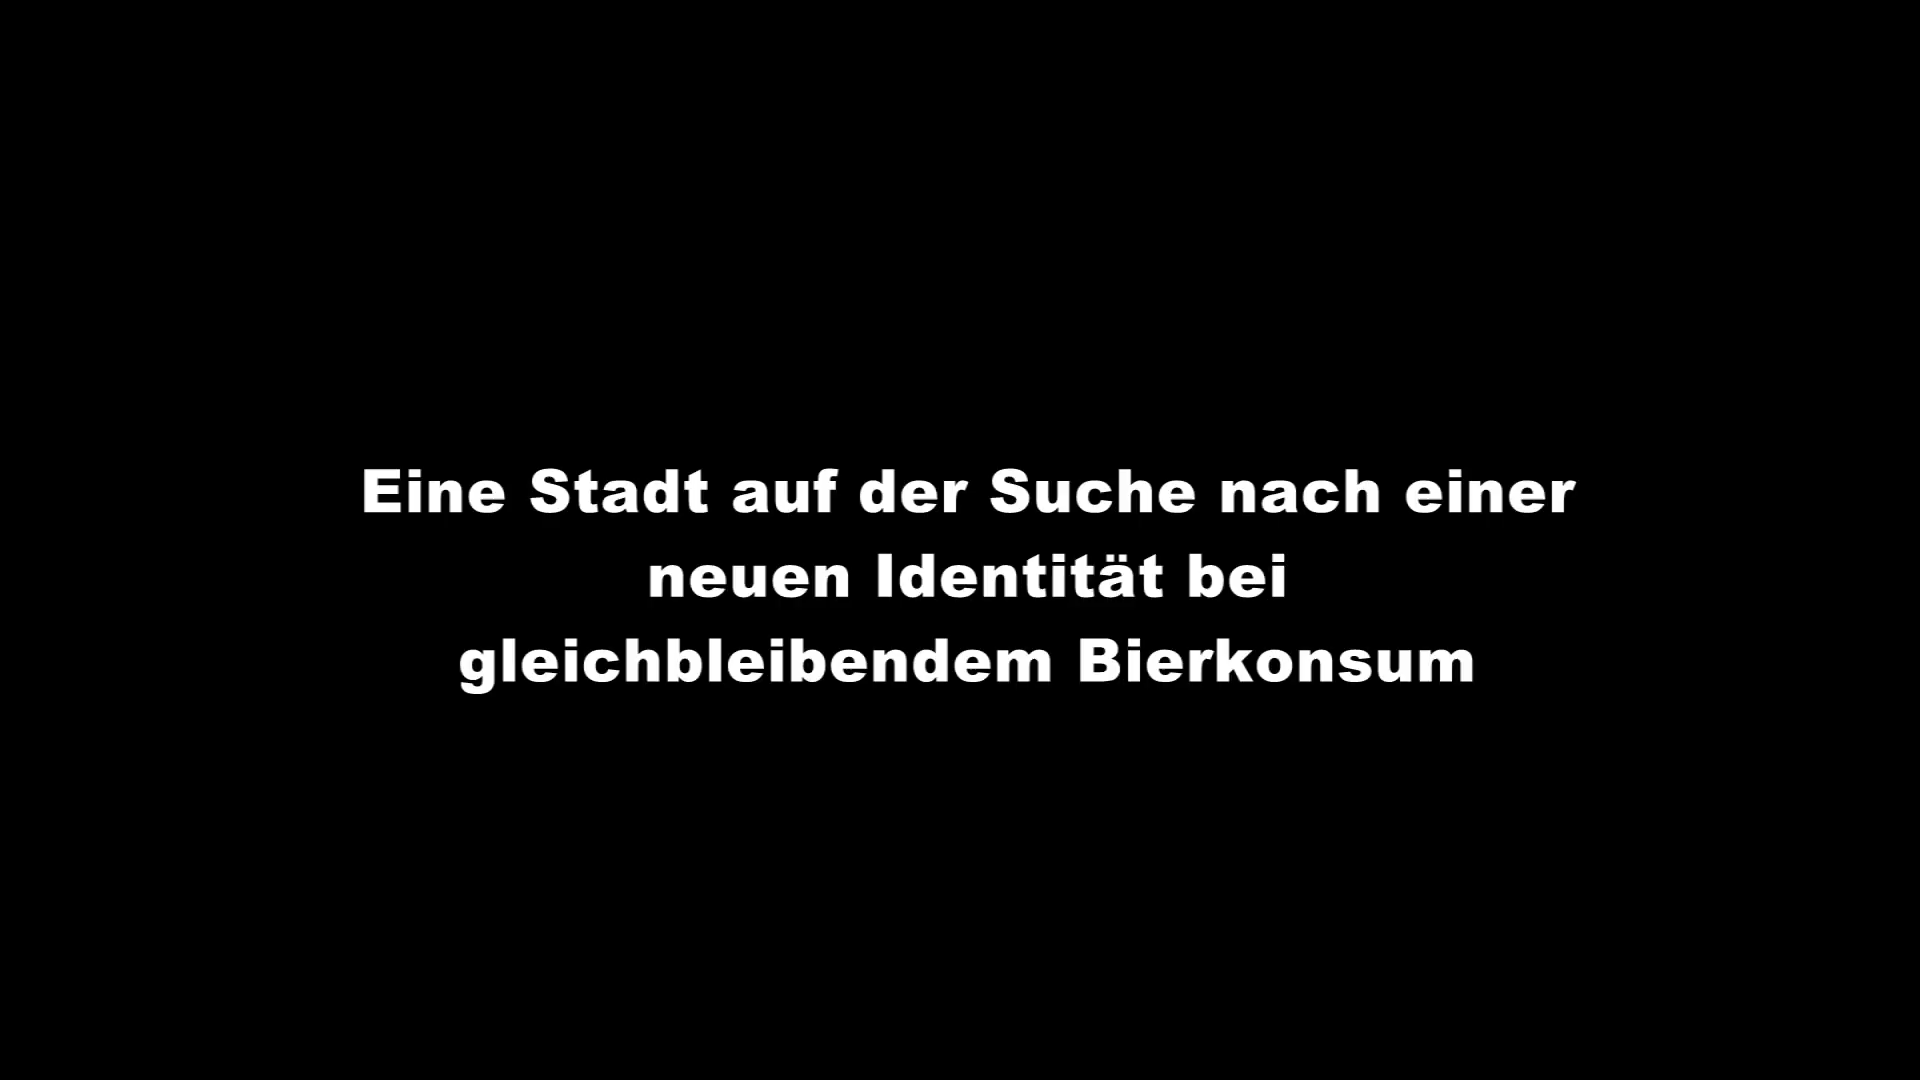 Eine Stadt auf der Suche nach einer
neuen Identität bei
gleichbleibendem Bierkonsum